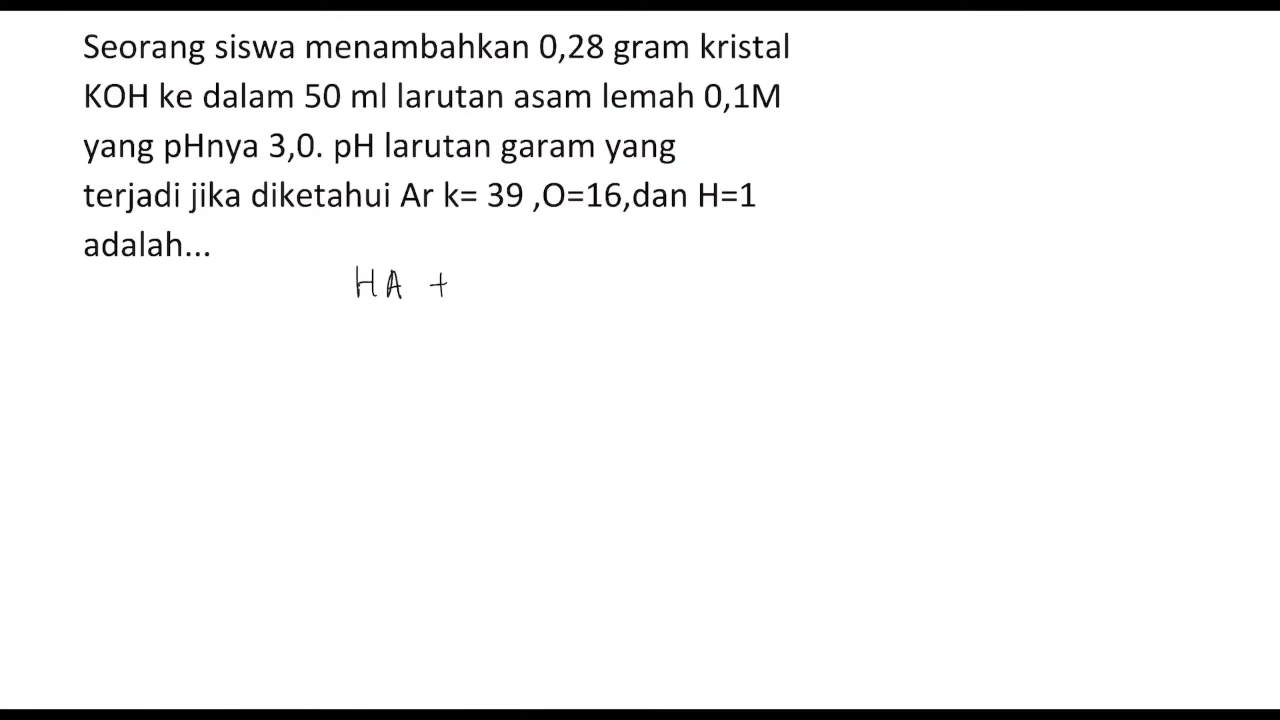 Seorang siswa menambahkan 0,28 gram kristal
KOH ke dalam 50 ml larutan asam lemah 0,1M
yang pHnya 3,0. pH larutan garam yang
terjadi jika diketahui Ar k= 39 ,O=16,dan H=1
adalah...
HA +